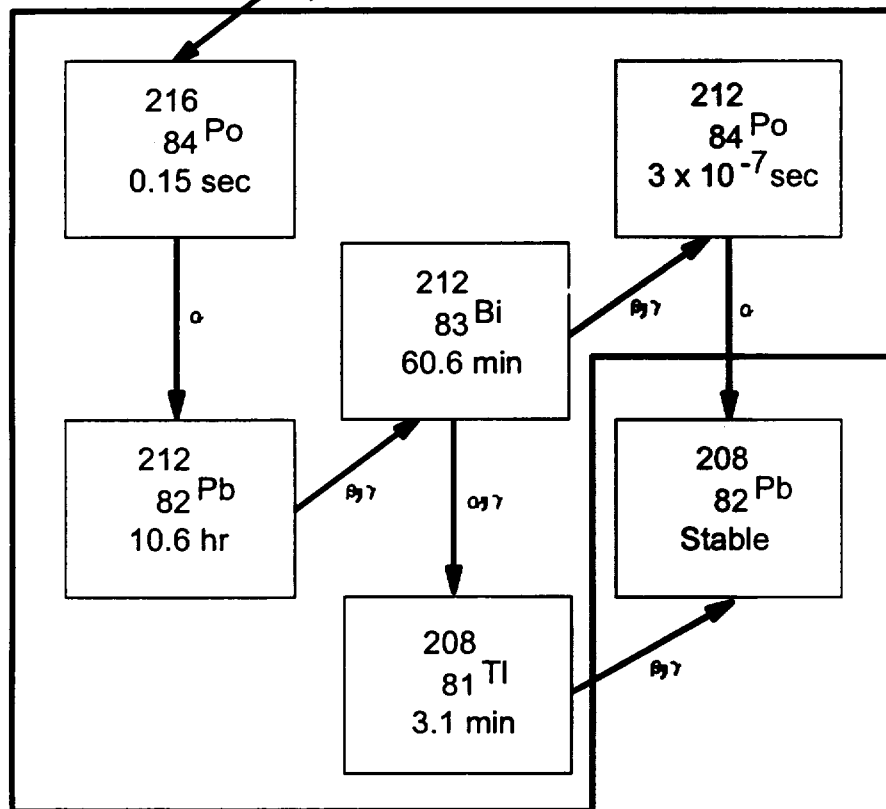 216
84 Po
0.15 sec
212
84 Po
3 x 10 -7 sec
α
β,γ
α
212
83 Bi
60.6 min
212
82 Pb
10.6 hr
β,γ
α,γ
208
82 Pb
Stable
208
81 Tl
3.1 min
β,γ